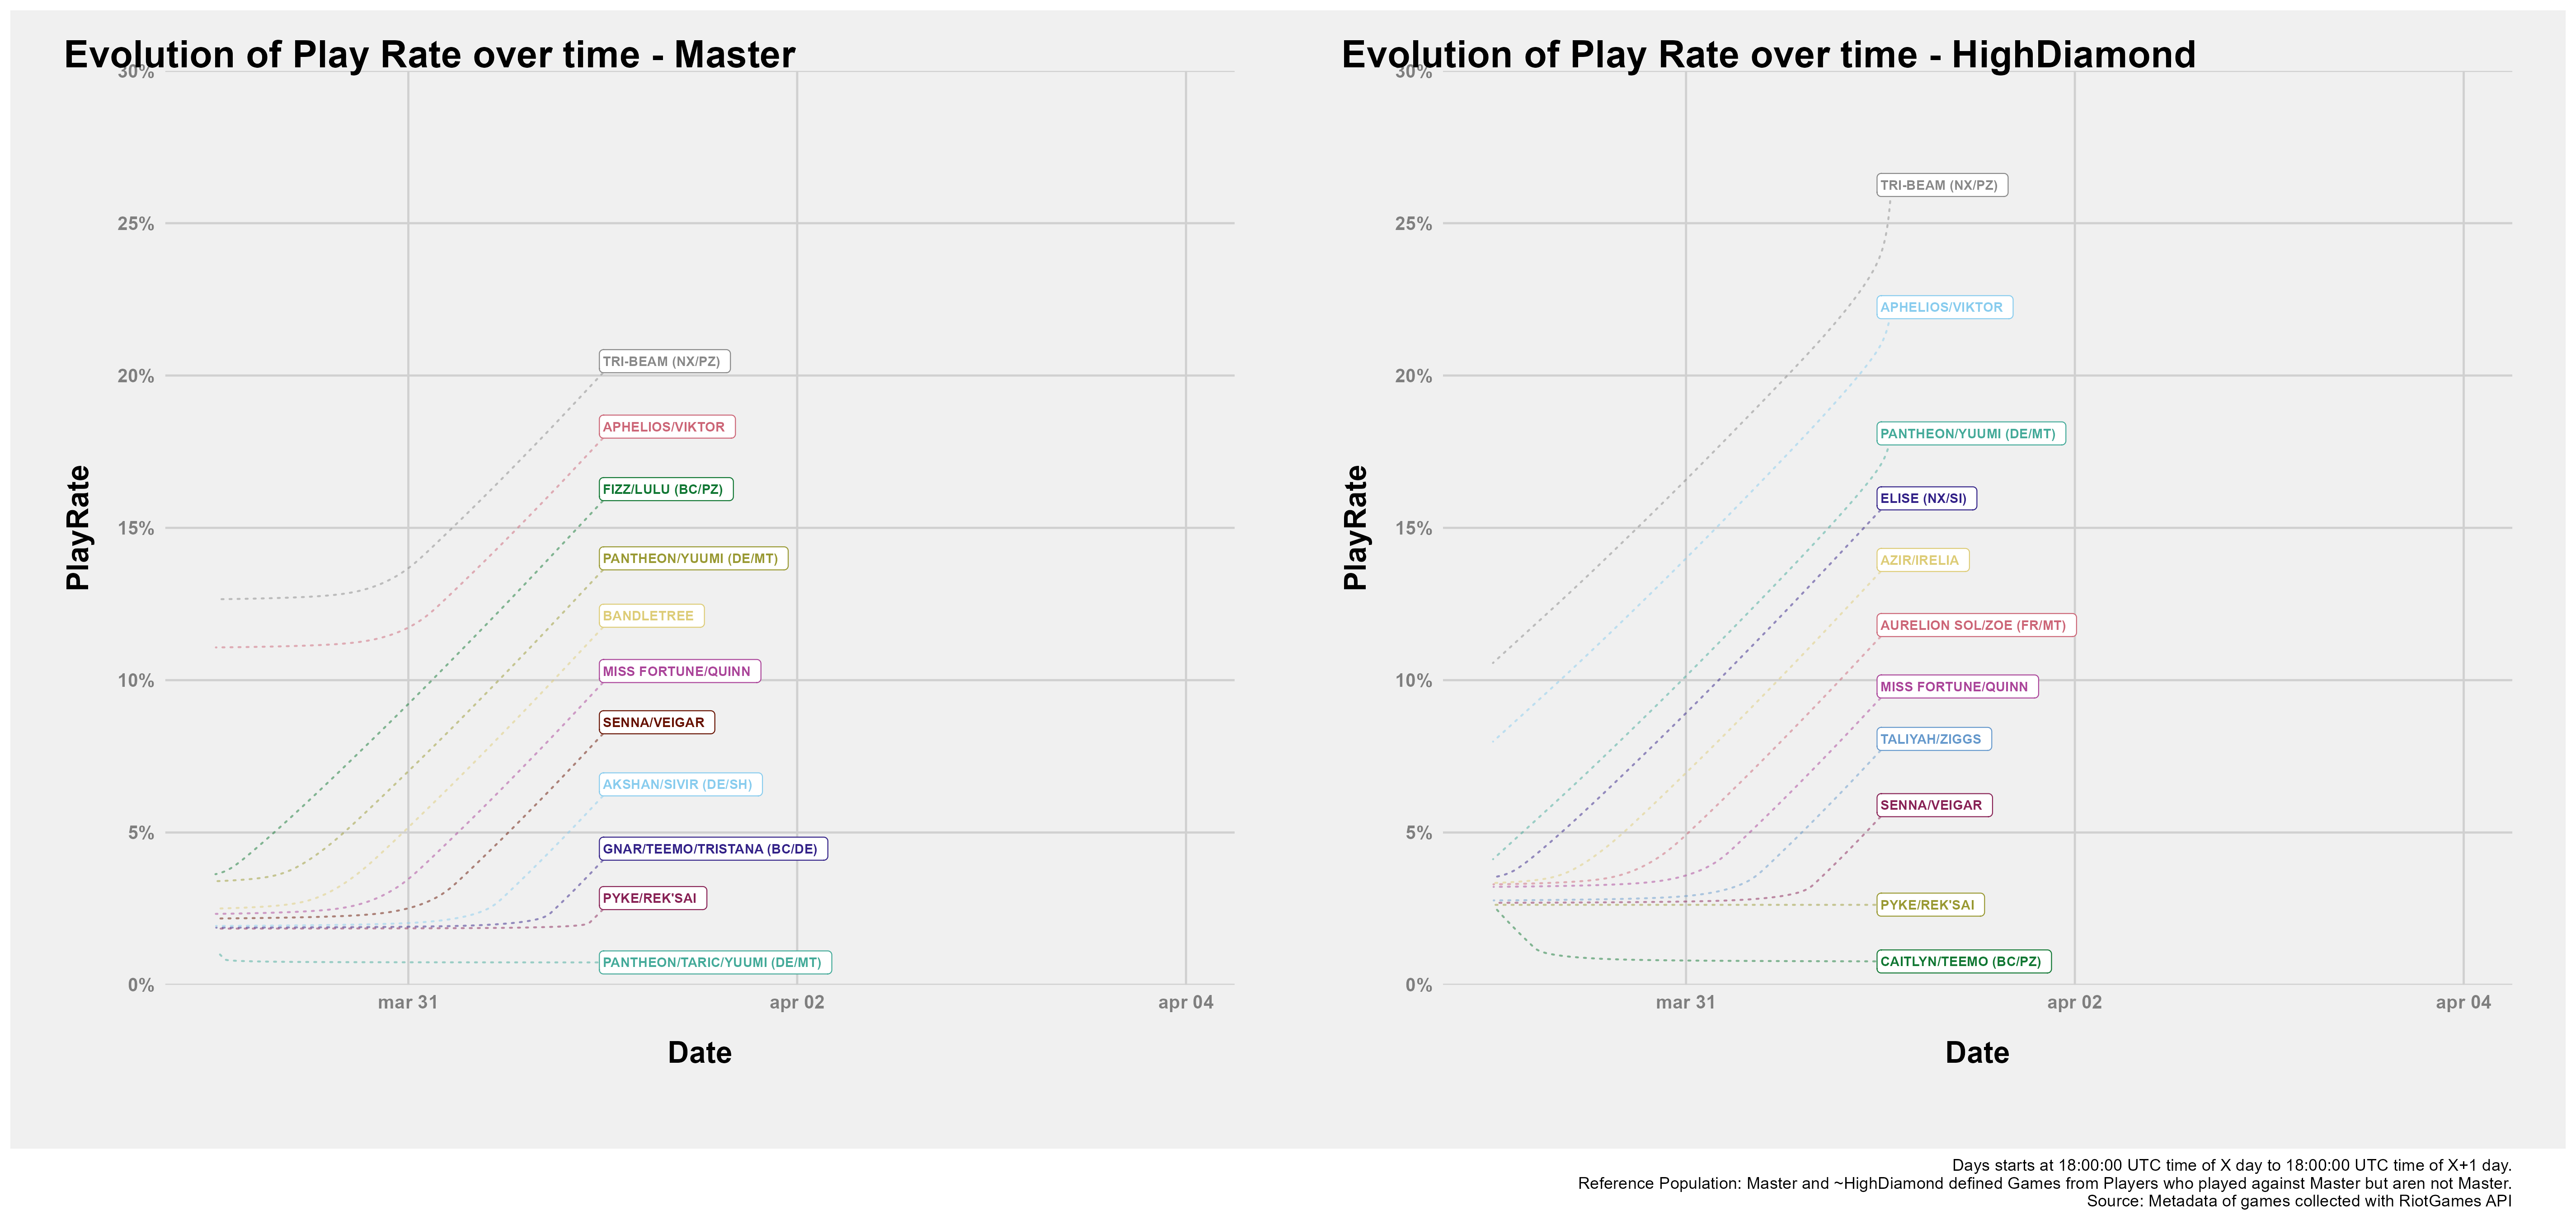 Evolution of Play Rate over time - Master
30%
25%
20%
15%
10%
5%
0%
PlayRate
TRI-BEAM (NX/PZ)
APHELIOS/VIKTOR
FIZZ/LULU (BC/PZ)
PANTHEON/YUUMI (DE/MT)
BANDLETREE
MISS FORTUNE/QUINN
SENNA/VEIGAR
AKSHAN/SIVIR (DE/SH)
GNAR/TEEMO/TRISTANA (BC/DE)
PYKE/REK'SAI
PANTHEON/TARIC/YUUMI (DE/MT)
mar 31 apr 02 apr 04
Date
Evolution of Play Rate over time - HighDiamond
30%
25%
20%
15%
10%
5%
0%
PlayRate
TRI-BEAM (NX/PZ)
APHELIOS/VIKTOR
PANTHEON/YUUMI (DE/MT)
ELISE (NX/SI)
AZIR/IRELIA
AURELION SOL/ZOE (FR/MT)
MISS FORTUNE/QUINN
TALIYAH/ZIGGS
SENNA/VEIGAR
PYKE/REK'SAI
CAITLYN/TEEMO (BC/PZ)
mar 31 apr 02 apr 04
Date
Days starts at 18:00:00 UTC time of X day to 18:00:00 UTC time of X+1 day.
Reference Population: Master and ~HighDiamond defined Games from Players who played against Master but aren not Master.
Source: Metadata of games collected with RiotGames API